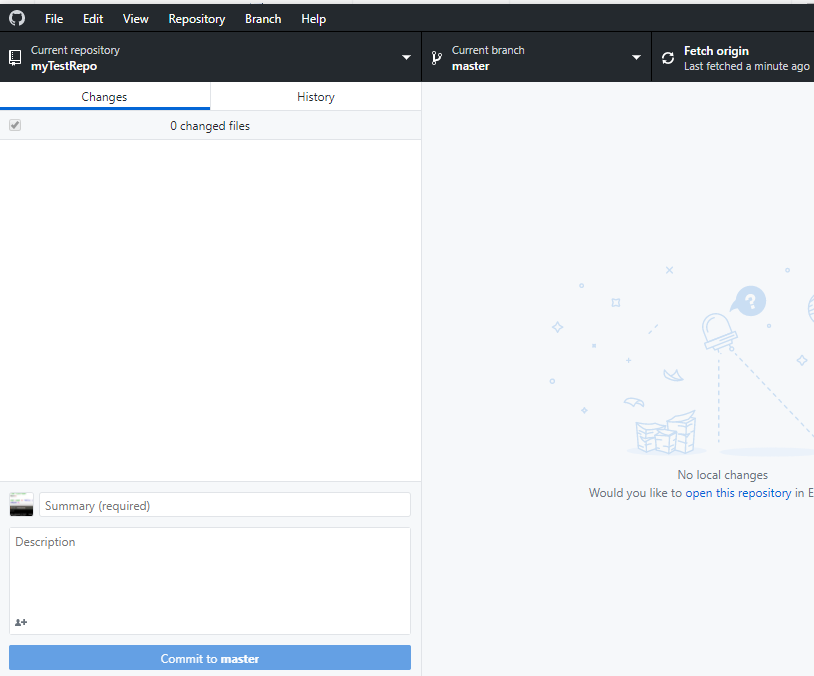 File Edit View Repository Branch Help
Current repository
myTestRepo
Current branch
master
Fetch origin
Last fetched a minute ago
Changes History
0 changed files
?
No local changes
Would you like to open this repository in E
Summary (required)
Description
Commit to master